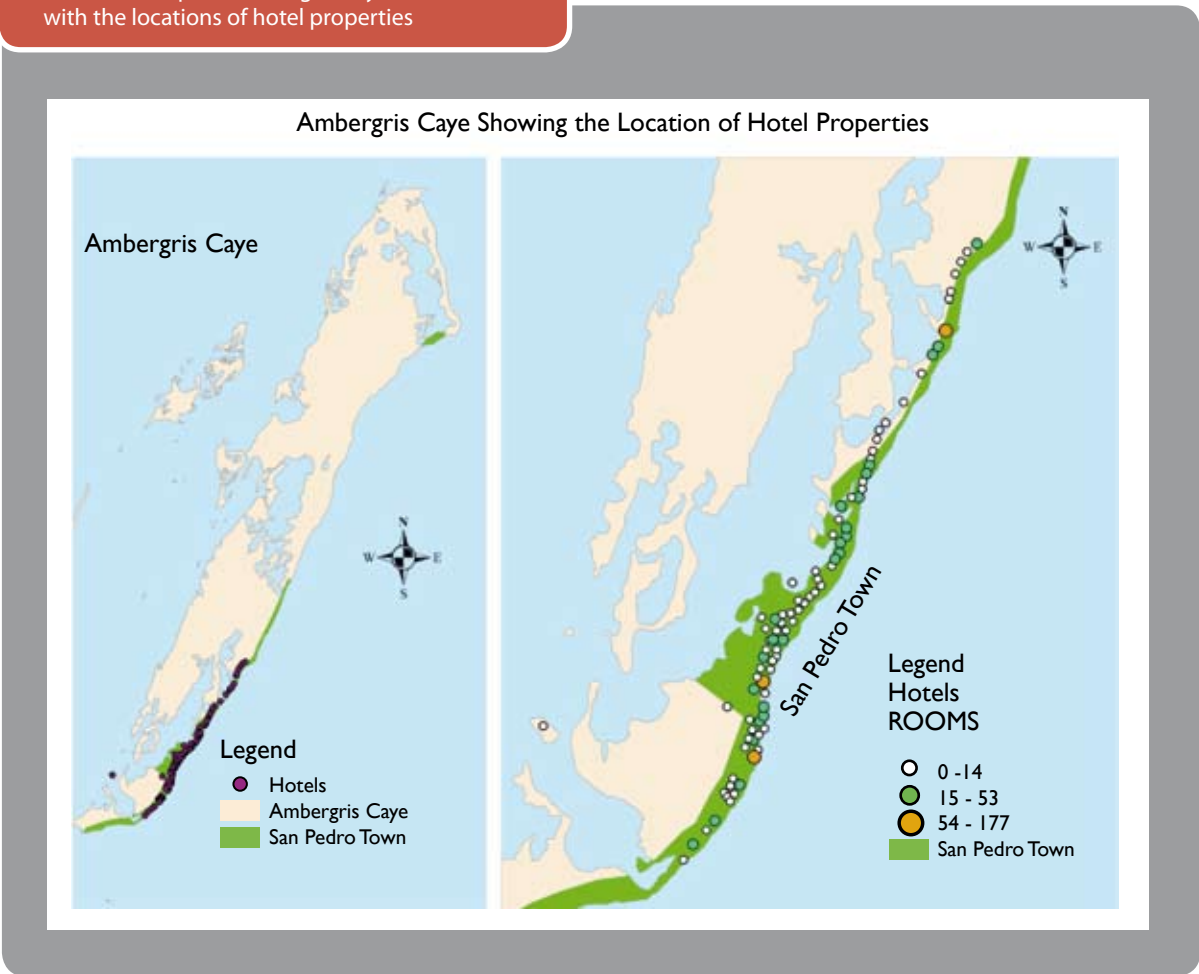 with the locations of hotel properties
Ambergris Caye Showing the Location of Hotel Properties
Ambergris Caye
N
W E
S
Legend
Hotels
Ambergris Caye
San Pedro Town
N
W E
S
San Pedro Town
Legend
Hotels
ROOMS
0 -14
15 - 53
54 - 177
San Pedro Town